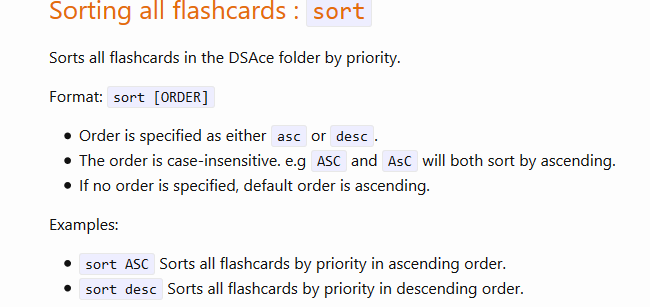 Sorting all flashcards : sort
Sorts all flashcards in the DSAce folder by priority.
Format: sort [ORDER]
• Order is specified as either asc or desc.
• The order is case-insensitive. e.g ASC and AsC will both sort by ascending.
• If no order is specified, default order is ascending.
Examples:
• sort ASC Sorts all flashcards by priority in ascending order.
• sort desc Sorts all flashcards by priority in descending order.